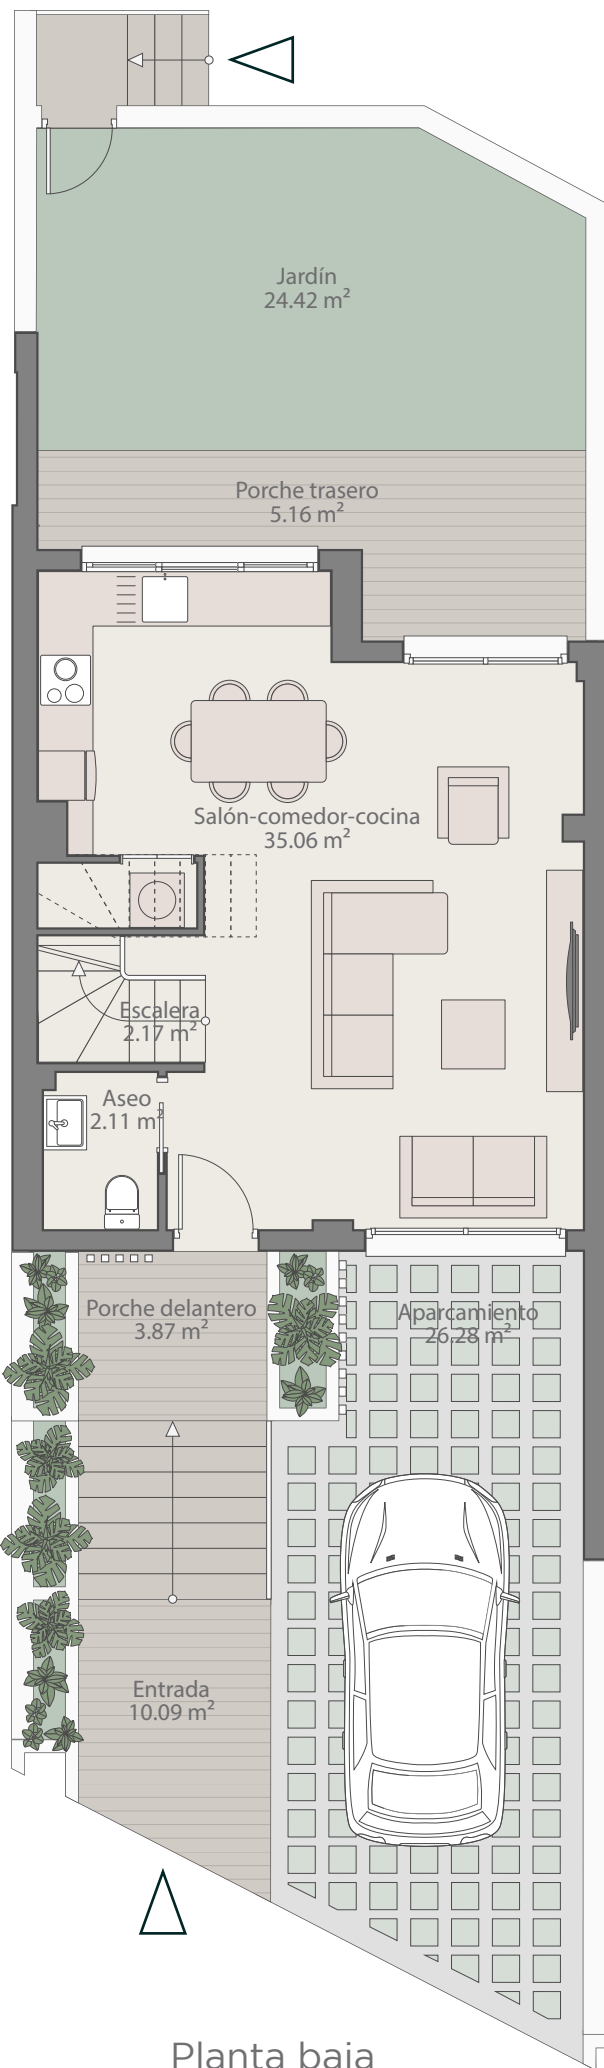 Jardín
24.42 m²
Porche trasero
5.16 m²
Salón-comedor-cocina
35.06 m²
Escalera
2.17 m²
Aseo
2.11 m²
Porche delantero
3.87 m²
Aparcamiento
26.28 m²
Entrada
10.09 m²
Planta baja